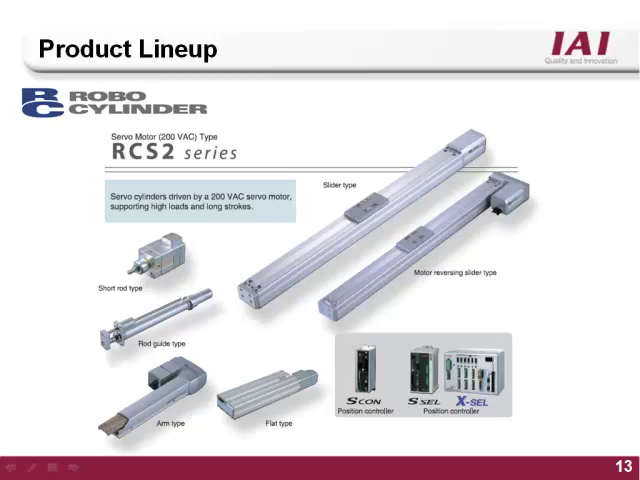 Product Lineup
IAI
Quality and Innovation
RC ROBO
CYLINDER
Servo Motor (200 VAC) Type
RCS2 series
Servo cylinders driven by a 200 VAC servo motor,
supporting high loads and long strokes.
Slider type
Motor reversing slider type
Short rod type
Rod guide type
Arm type
Flat type
SCON
Position controller
SSEL X-SEL
Position controller
13